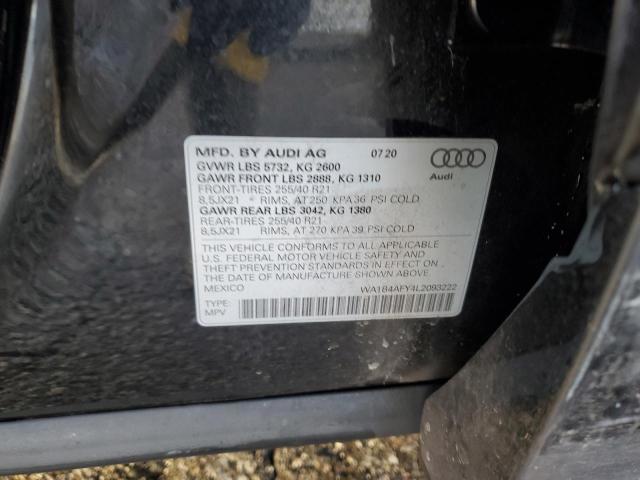 MFD. BY AUDI AG 07 20
GVWR LBS 5732, KG 2600
GAWR FRONT LBS 2888, KG 1310
FRONT-TIRES 255/40 R21
8,5JX21 RIMS, AT 250 KPA 36 PSI COLD
GAWR REAR LBS 3042, KG 1380
REAR-TIRES 255/40 R21
8,5JX21 RIMS, AT 270 KPA 39 PSI COLD
Audi
THIS VEHICLE CONFORMS TO ALL APPLICABLE
U.S. FEDERAL MOTOR VEHICLE SAFETY AND
THEFT PREVENTION STANDARDS IN EFFECT ON
THE DATE OF MANUFACTURE SHOWN ABOVE.
MEXICO WA184AFY4L2093222
TYPE:
MPV